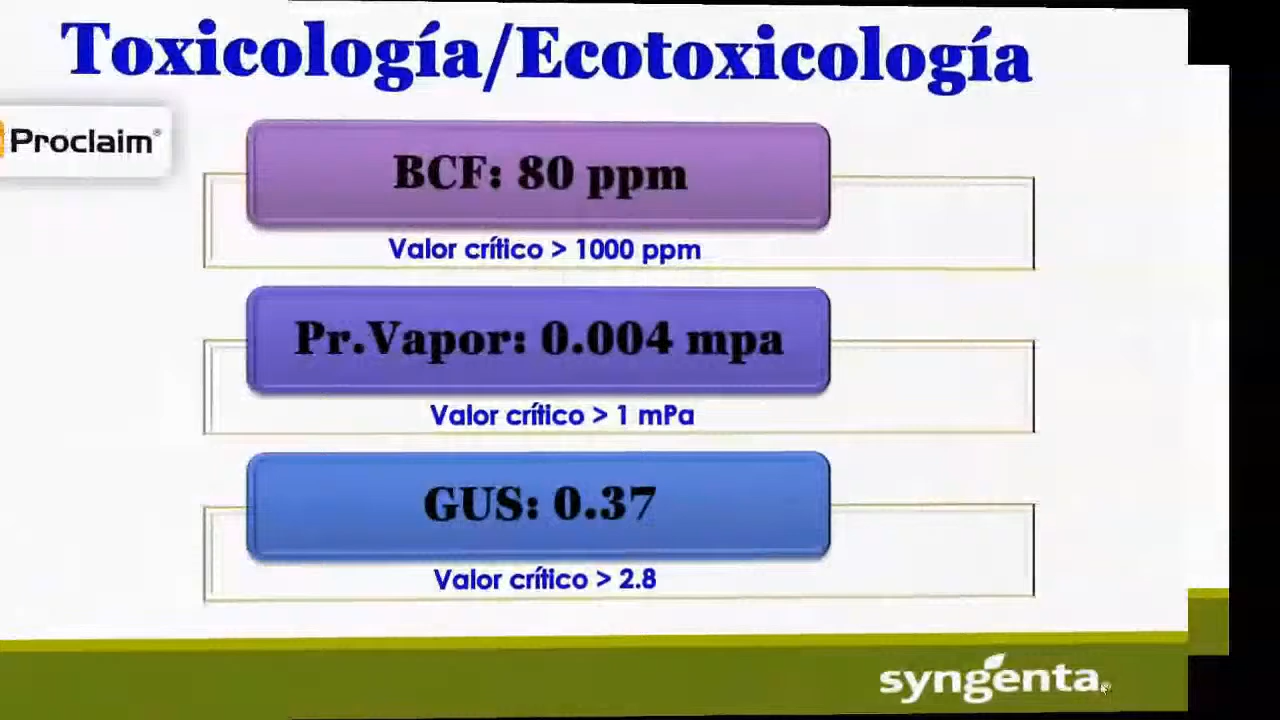 Toxicología/Ecotoxicología
Proclaim®
BCF: 80 ppm
Valor crítico > 1000 ppm
Pr.Vapor: 0.004 mpa
Valor crítico > 1 mPa
GUS: 0.37
Valor crítico > 2.8
syngenta®